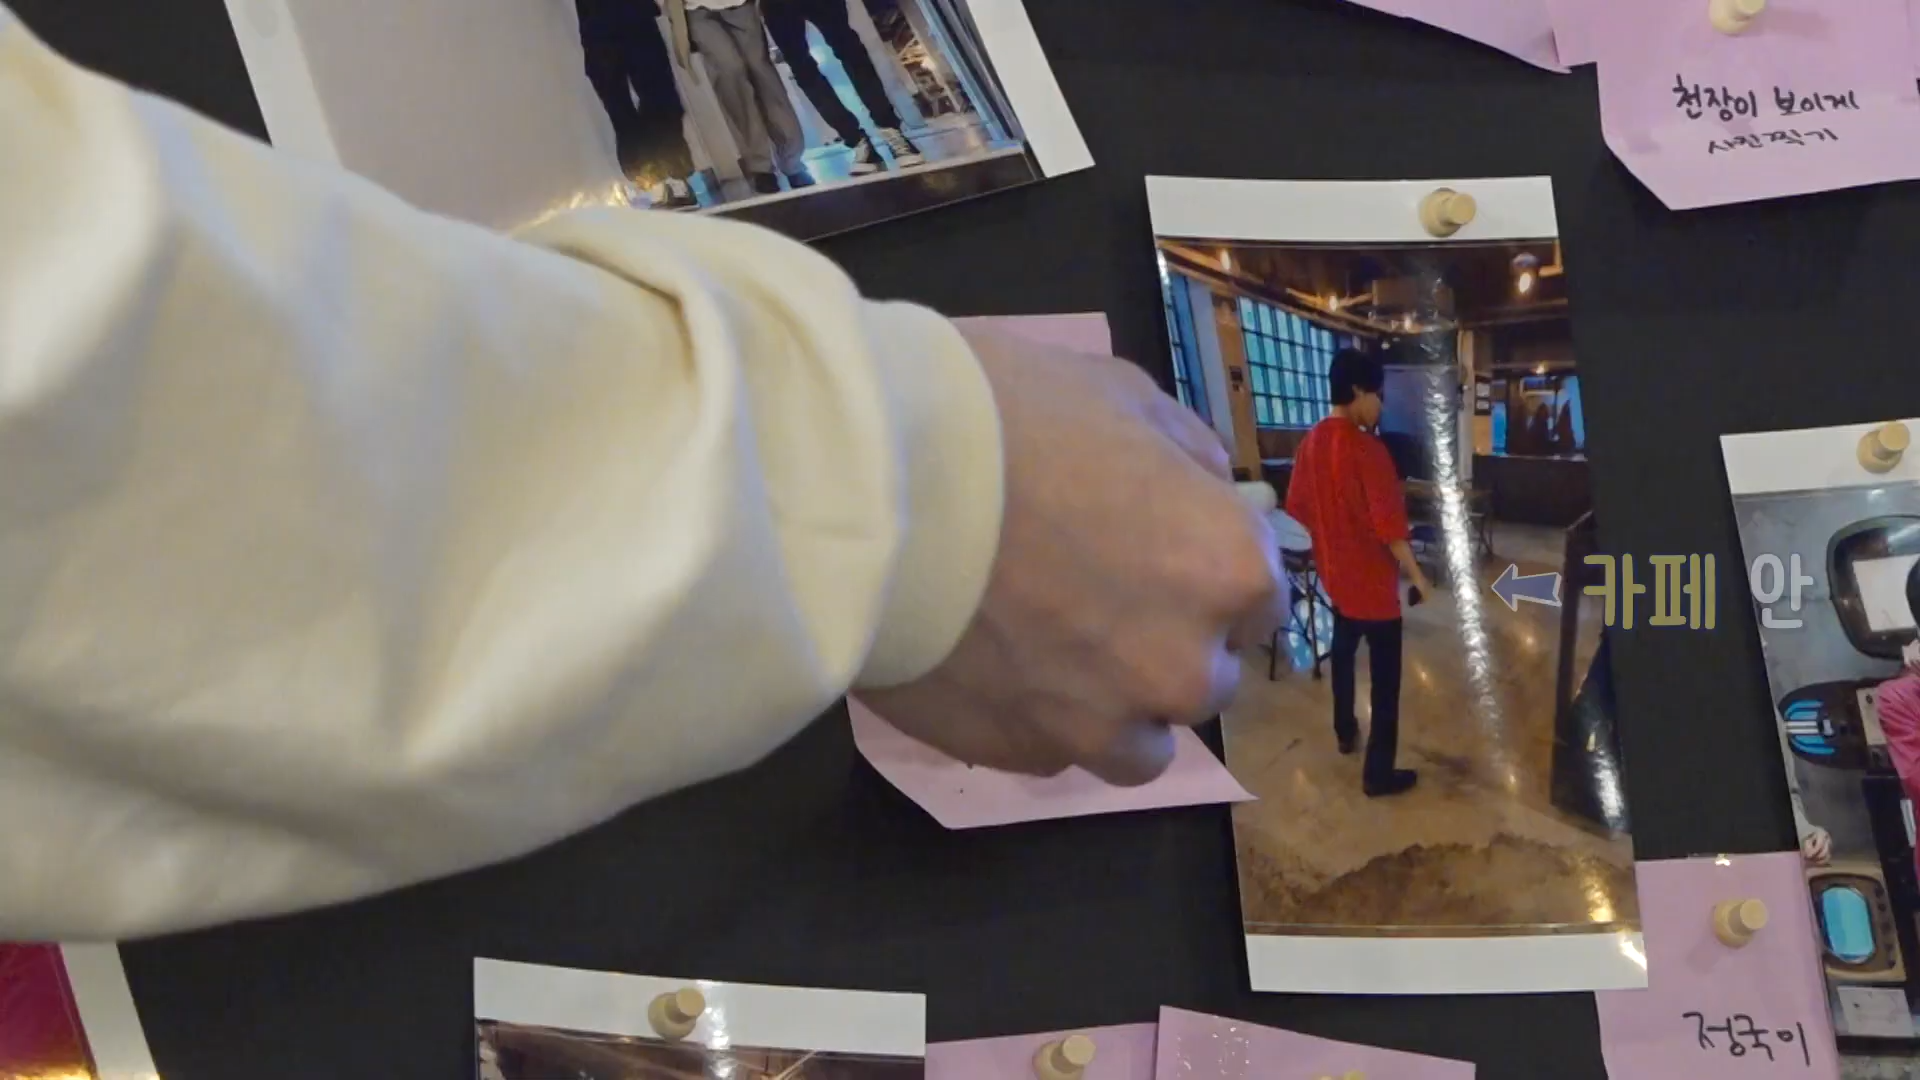 천장이 보이게
사진찍기
카페 안
정국이